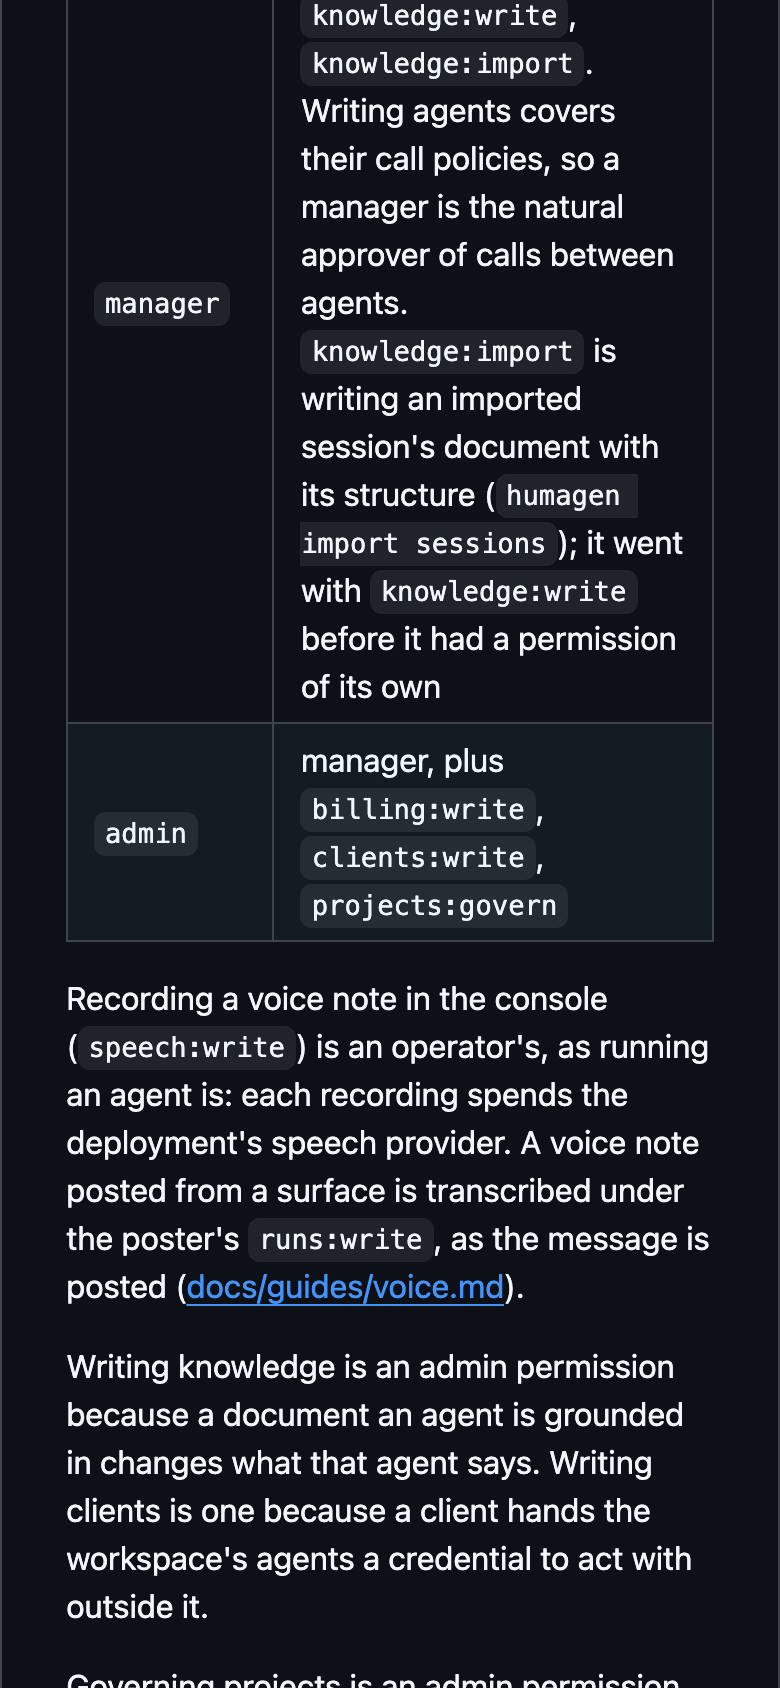 knowledge:write,
knowledge:import.
Writing agents covers
their call policies, so a
manager is the natural
approver of calls between
manager
agents.
knowledge:import is
writing an imported
session's document with
its structure (humagen
import sessions); it went
with knowledge:write
before it had a permission
of its own
manager, plus
billing:write,
admin
clients:write,
projects:govern
Recording a voice note in the console
(speech:write) is an operator's, as running
an agent is: each recording spends the
deployment's speech provider. A voice note
posted from a surface is transcribed under
the poster's runs:write, as the message is
posted (docs/guides/voice.md).
Writing knowledge is an admin permission
because a document an agent is grounded
in changes what that agent says. Writing
clients is one because a client hands the
workspace's agents a credential to act with
outside it.
Governing projects is an admin permission